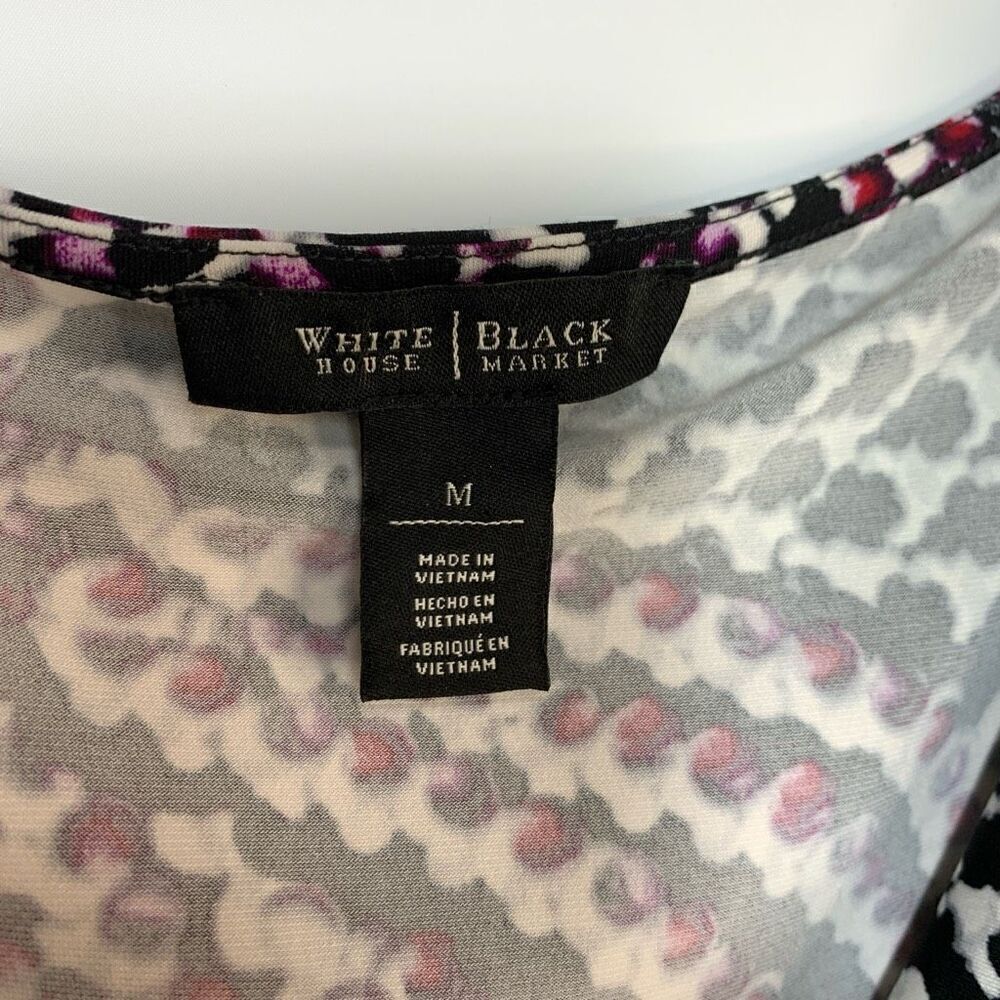 WHITE | BLACK
HOUSE | MARKET
M
MADE IN
VIETNAM
HECHO EN
VIETNAM
FABRIQUÉ EN
VIETNAM